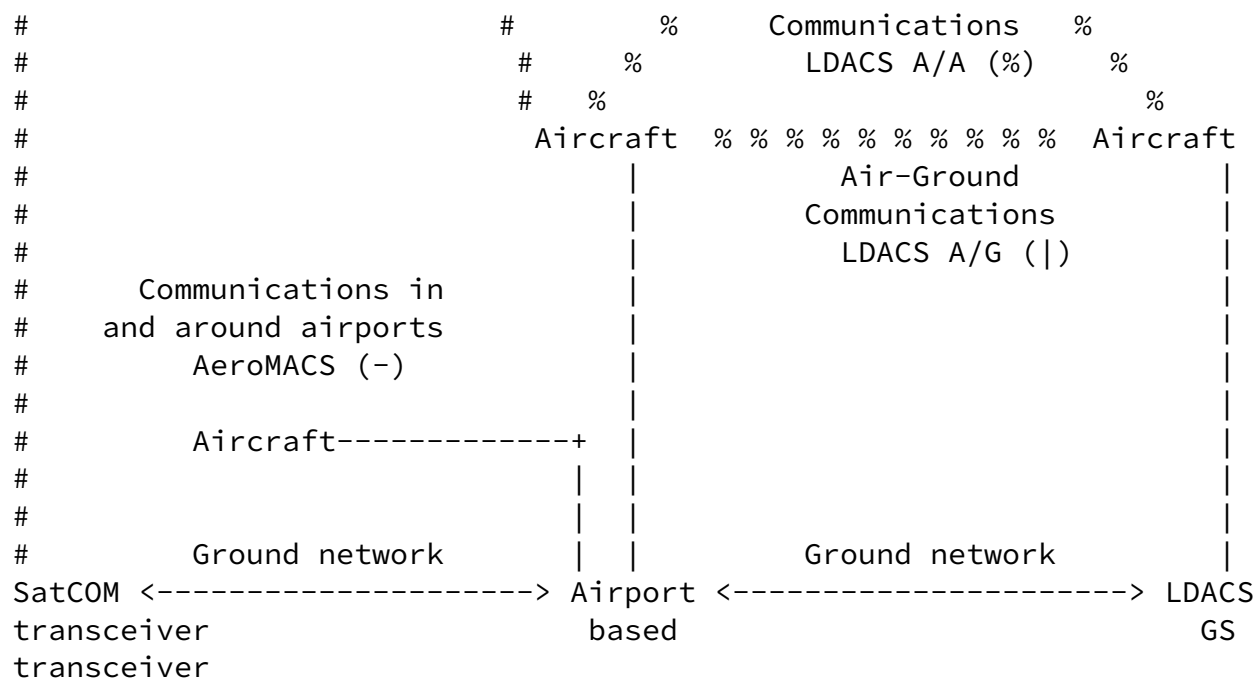 #                          #        %     Communications   %
#                           #     %         LDACS A/A (%)    %
#                           #   %                              %
#                            Aircraft  % % % % % % % % % %  Aircraft
#                                 |           Air-Ground           |
#                                 |         Communications         |
#                                 |           LDACS A/G (|)        |
#      Communications in          |                                |
#    and around airports          |                                |
#         AeroMACS (-)            |                                |
#                                 |                                |
#         Aircraft-------------+  |                                |
#                              |  |                                |
#                              |  |                                |
#         Ground network       |  |         Ground network         |
SatCOM <---------------------> Airport <----------------------> LDACS
transceiver                     based                             GS
transceiver